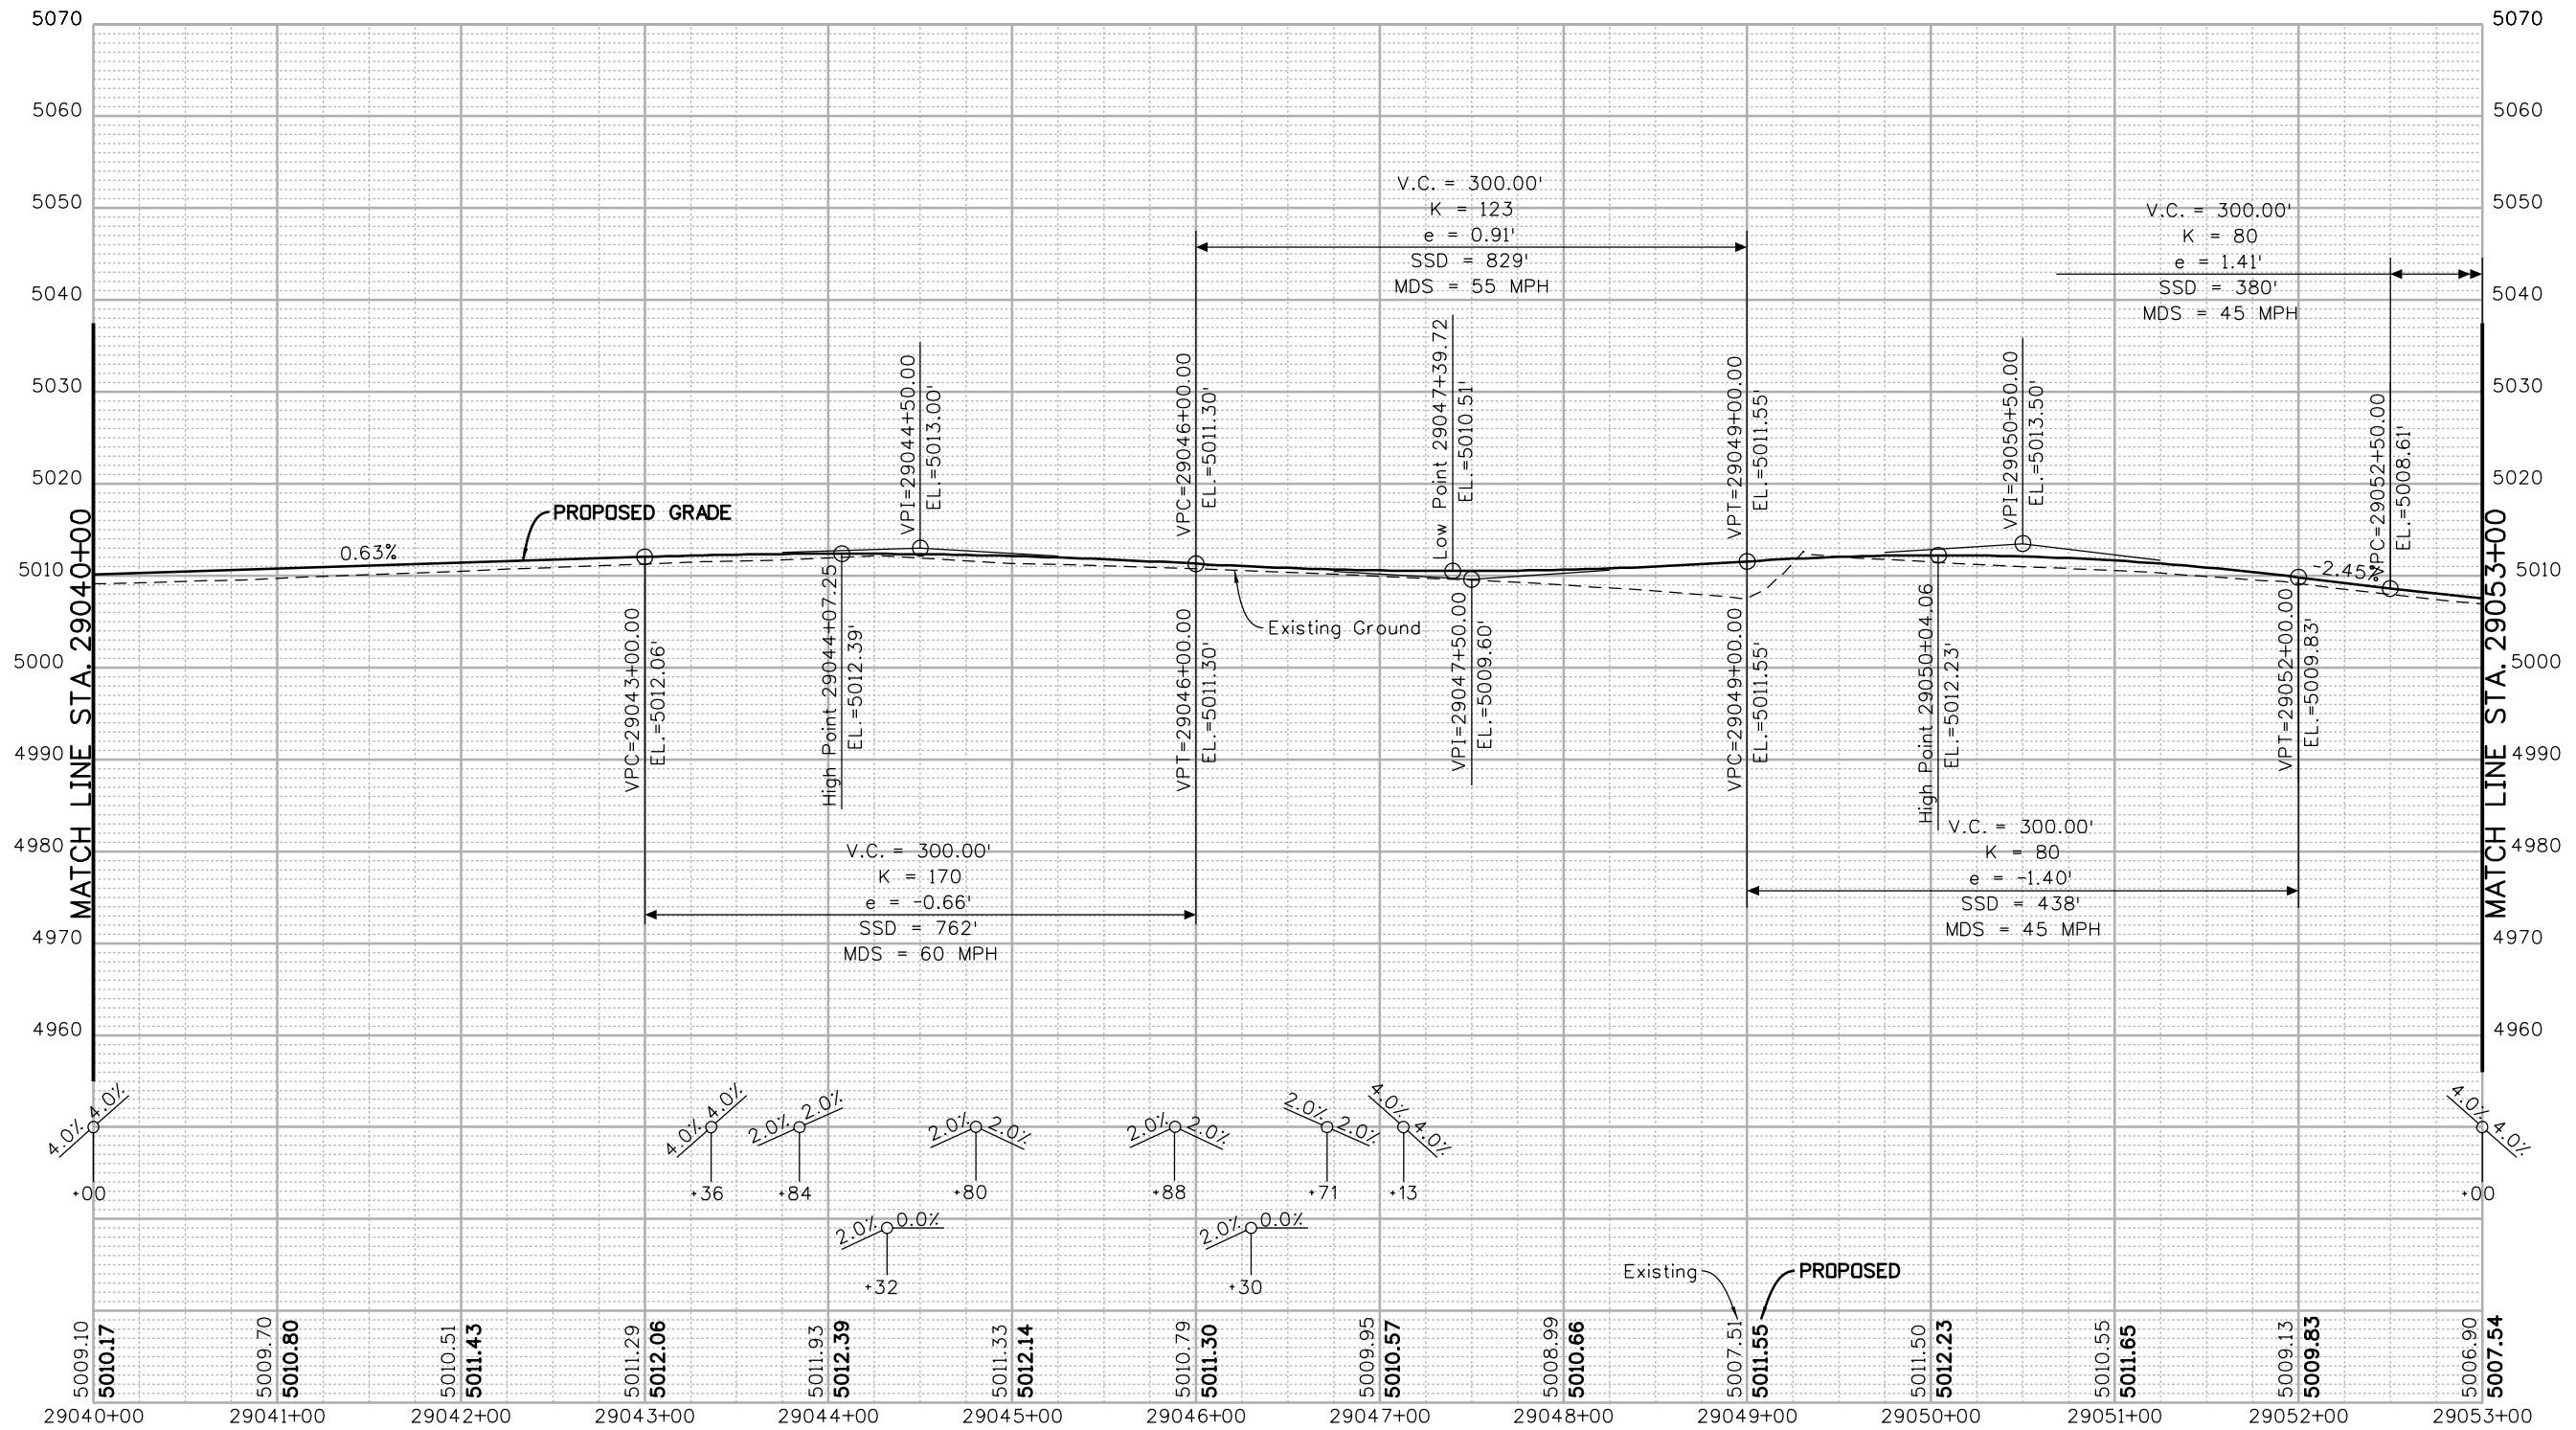 5070
5070
5060
5060
5050
5050
5040
5040
5030
5030
5020
5020
5010
5010
5000
5000
4990
4990
4980
4980
4970
4970
4960
4960
MATCH LINE STA. 29040+00
MATCH LINE STA. 29053+00
V.C. = 300.00'
K = 123
e = 0.91'
SSD = 829'
MDS = 55 MPH
V.C. = 300.00'
K = 80
e = 1.41'
SSD = 380'
MDS = 45 MPH
0.63%
PROPOSED GRADE
VPI=29044+50.00
EL.=5013.00'
VPC=29046+00.00
EL.=5011.30'
Low Point 29047+39.72
EL.=5010.51'
VPT=29049+00.00
EL.=5011.55'
VPI=29050+50.00
EL.=5013.50'
VPC=29052+50.00
EL.=5008.61'
-2.45%
Existing Ground
VPC=29043+00.00
EL.=5012.06'
High Point 29044+07.25
EL.=5012.39'
VPT=29046+00.00
EL.=5011.30'
VPI=29047+50.00
EL.=5009.60'
VPC=29049+00.00
EL.=5011.55'
High Point 29050+04.06
EL.=5012.23'
VPT=29052+00.00
EL.=5009.83'
V.C. = 300.00'
K = 170
e = -0.66'
SSD = 762'
MDS = 60 MPH
V.C. = 300.00'
K = 80
e = -1.40'
SSD = 438'
MDS = 45 MPH
4.0% 4.0%
+00
4.0% 4.0%
+36
2.0% 2.0%
+84
2.0% 2.0%
+80
2.0% 2.0%
+88
2.0% 2.0%
+71
4.0% 4.0%
+13
4.0% 4.0%
+00
2.0% 0.0%
+32
2.0% 0.0%
+30
Existing
PROPOSED
5009.10
5010.17
5009.70
5010.80
5010.51
5011.43
5011.29
5012.06
5011.93
5012.39
5011.33
5012.14
5010.79
5011.30
5009.95
5010.57
5008.99
5010.66
5007.51
5011.55
5011.50
5012.23
5010.55
5011.65
5009.13
5009.83
5006.90
5007.54
29040+00
29041+00
29042+00
29043+00
29044+00
29045+00
29046+00
29047+00
29048+00
29049+00
29050+00
29051+00
29052+00
29053+00